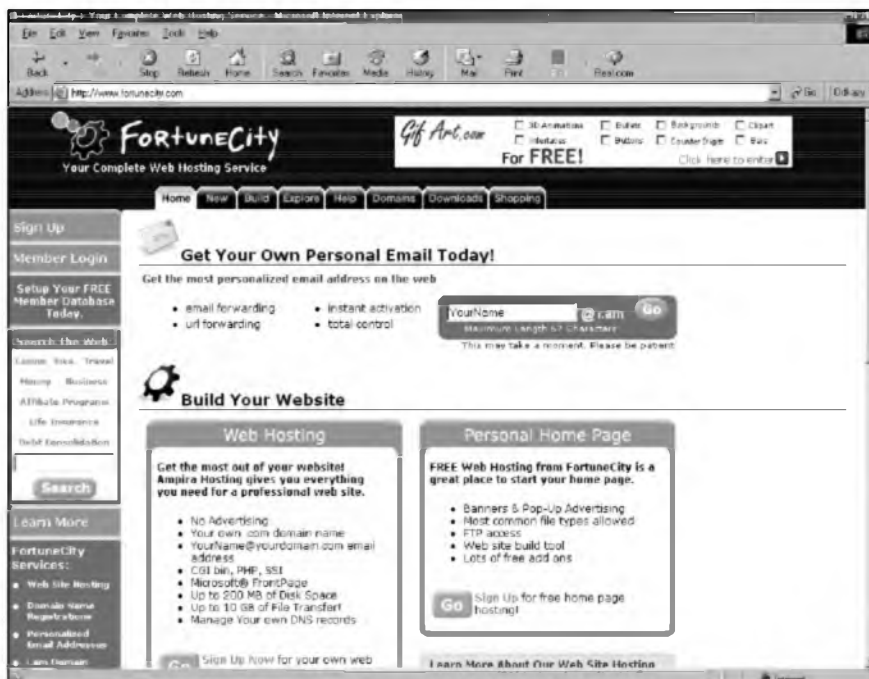 Your Complete Web Hosting Service - Microsoft Internet Explorer
File Edit View Favorites Tools Help
Back Stop Refresh Home Search Favorites Media History Mail Print Real.com
Address http://www.fortunecity.com Go
FORTUNECITY
Your Complete Web Hosting Service
Gif Art.com
3D Animations Bullets Backgrounds Clipart
Interfaces Buttons Counter Digits Bars
For FREE! Click here to enter
Home New Build Explore Help Domains Downloads Shopping
Sign Up
Member Login
Setup Your FREE
Member Database
Today.
Search the Web
Travel
Money Business
Affiliate Programs
Life Insurance
Debt Consolidation
Search
Learn More
FortuneCity
Services:
• Web Site Hosting
• Domain Name
Registrations
• Personalized
Email Addresses
Domain
Get Your Own Personal Email Today!
Get the most personalized email address on the web
• email forwarding
• url forwarding
• instant activation
• total control
YourName @ Go
Maximum Length 57 Characters
This may take a moment. Please be patient
Build Your Website
Web Hosting
Get the most out of your website!
Ampira Hosting gives you everything
you need for a professional web site.
• No Advertising
• Your own .com domain name
• YourName@yourdomain.com email
address
• CGI bin, PHP, SSI
• Microsoft® FrontPage
• Up to 200 MB of Disk Space
• Up to 10 GB of File Transfer!
• Manage Your own DNS records
Go Sign Up Now for your own web
Personal Home Page
FREE Web Hosting from FortuneCity is a
great place to start your home page.
• Banners & Pop-Up Advertising
• Most common file types allowed
• FTP access
• Web site build tool
• Lots of free add ons
Go Sign Up for free home page
hosting!
Learn More About Our Web Site Hosting